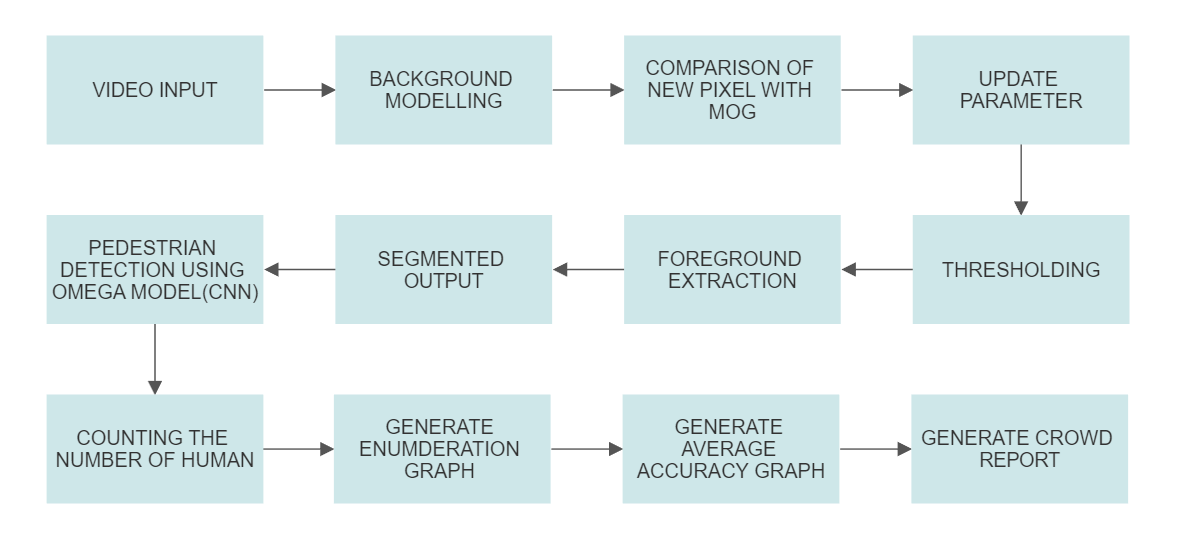 VIDEO INPUT
BACKGROUND
MODELLING
COMPARISON OF
NEW PIXEL WITH
MOG
UPDATE
PARAMETER
THRESHOLDING
FOREGROUND
EXTRACTION
SEGMENTED
OUTPUT
PEDESTRIAN
DETECTION USING
OMEGA MODEL(CNN)
COUNTING THE
NUMBER OF HUMAN
GENERATE
ENUMDERATION
GRAPH
GENERATE
AVERAGE
ACCURACY GRAPH
GENERATE CROWD
REPORT